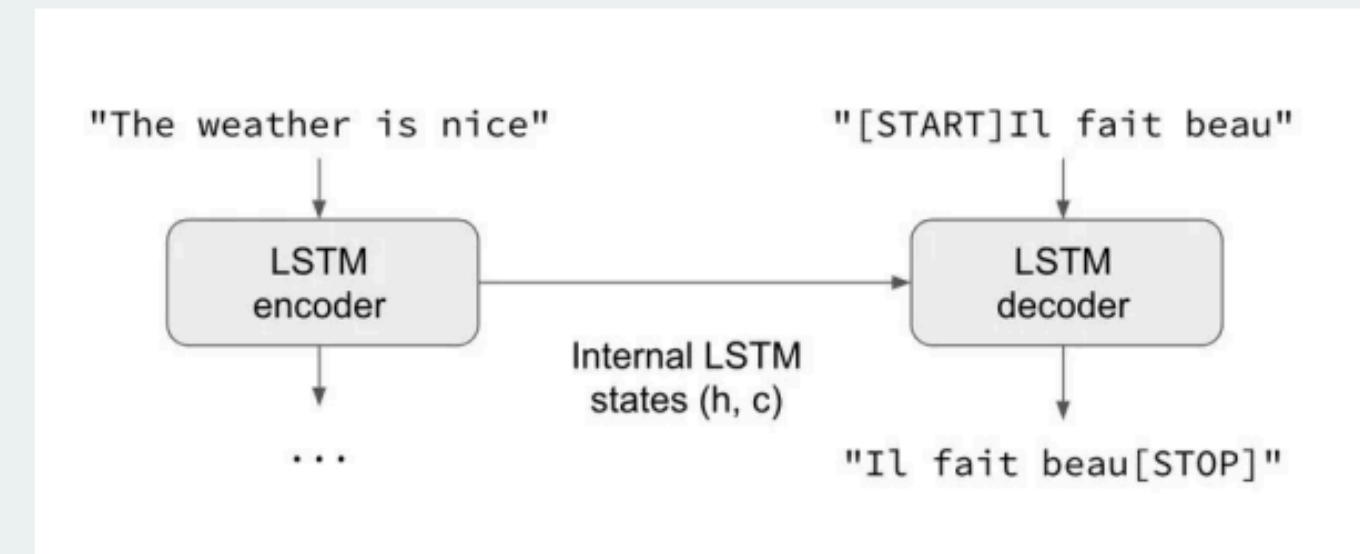 "The weather is nice"
"[START]Il fait beau"
LSTM
encoder
LSTM
decoder
Internal LSTM
states (h, c)
...
"Il fait beau[STOP]"